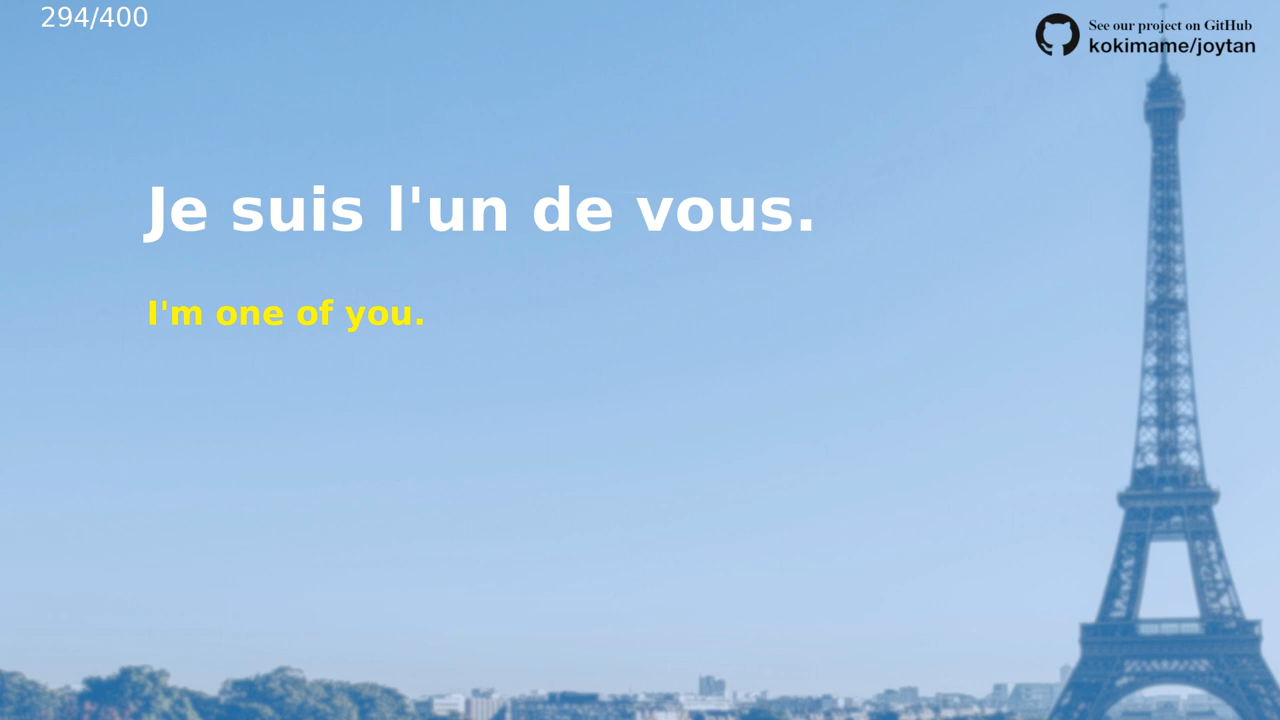 294/400
See our project on GitHub
kokimame/joytan
Je suis l'un de vous.
I'm one of you.